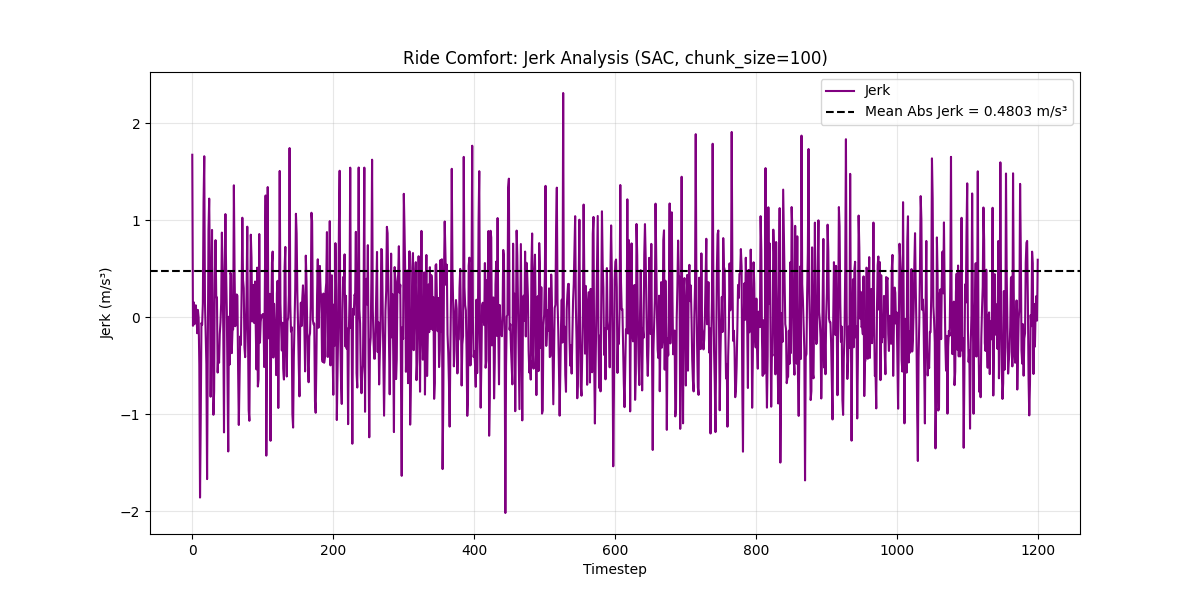 Ride Comfort: Jerk Analysis (SAC, chunk_size=100)
Jerk
Mean Abs Jerk = 0.4803 m/s³
Jerk (m/s³)
2
1
0
−1
−2
0 200 400 600 800 1000 1200
Timestep